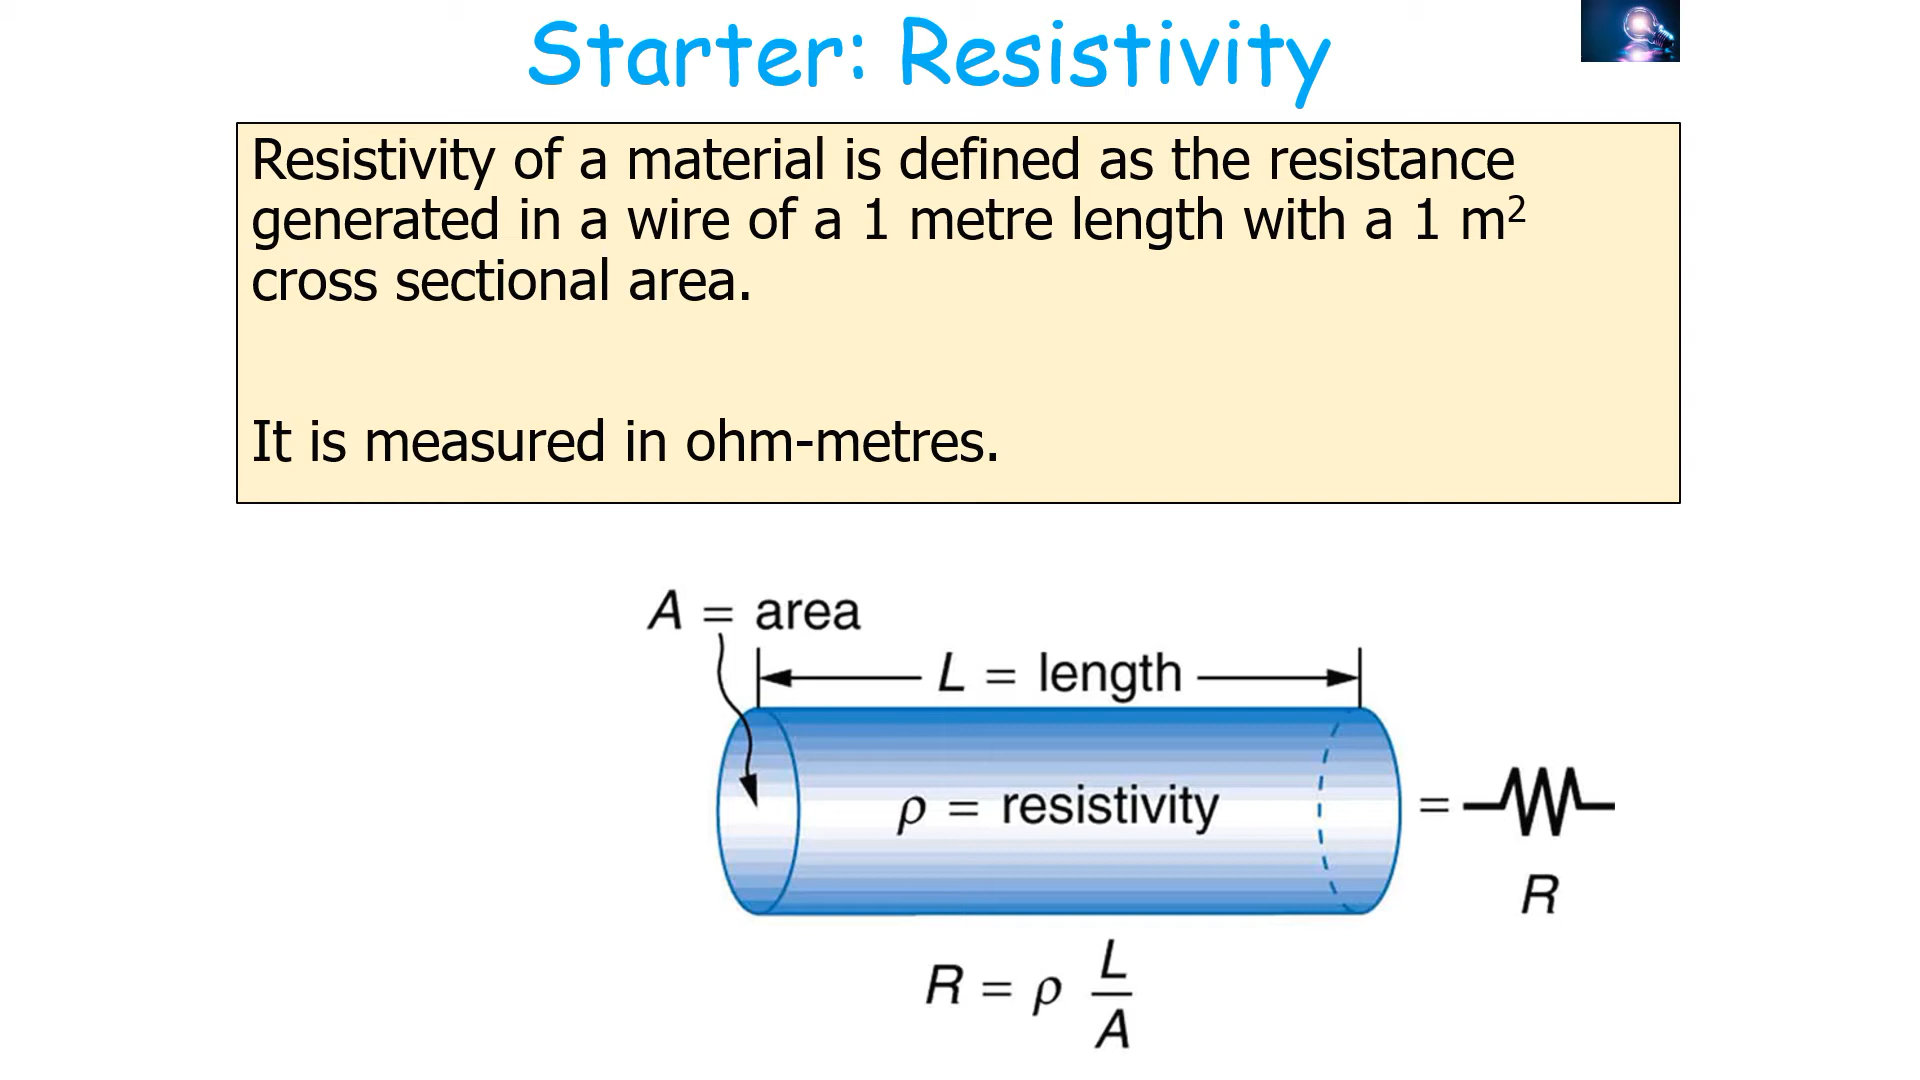 Starter: Resistivity
Resistivity of a material is defined as the resistance
generated in a wire of a 1 metre length with a 1 m²
cross sectional area.
It is measured in ohm-metres.
A = area
L = length
ρ = resistivity
=
R
R = ρ L/A